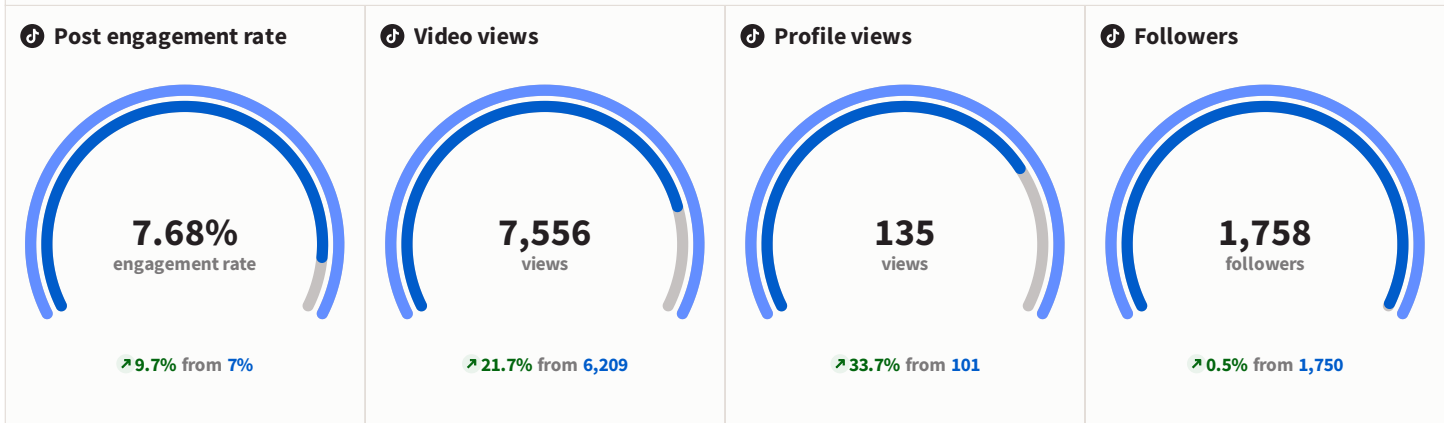 Post engagement rate
7.68%
engagement rate
9.7% from 7%
Video views
7,556
views
21.7% from 6,209
Profile views
135
views
33.7% from 101
Followers
1,758
followers
0.5% from 1,750